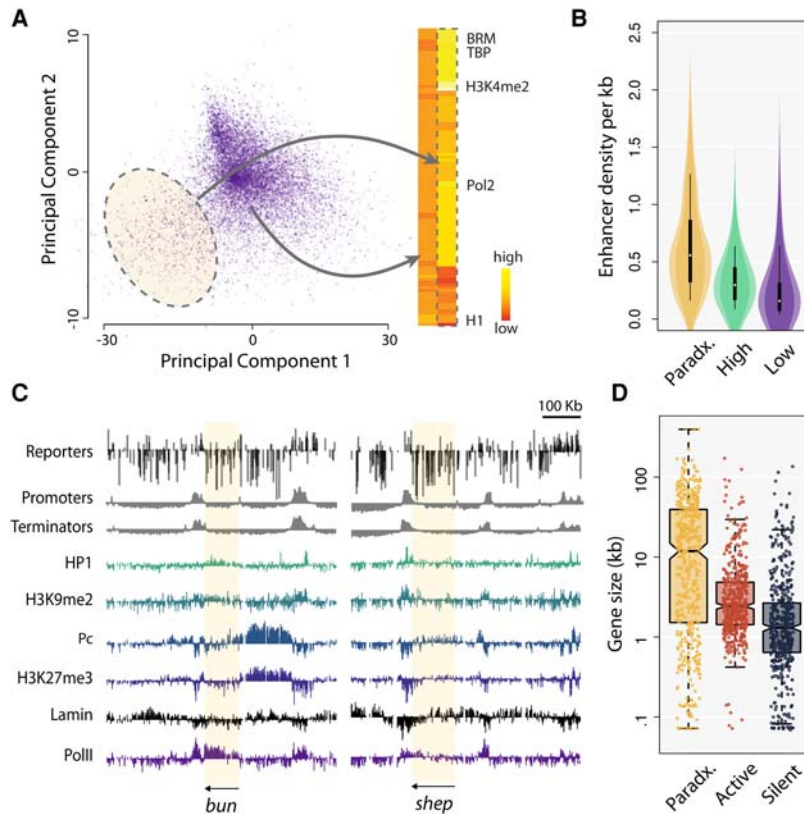 A
10
0
-10
Principal Component 2
-30
0
30
Principal Component 1
BRM
TBP
H3K4me2
Pol2
H1
high
low
B
2.5
2.0
1.5
1.0
0.5
0.0
Enhancer density per kb
Paradx.
High
Low
C
100 Kb
Reporters
Promoters
Terminators
HP1
H3K9me2
Pc
H3K27me3
Lamin
PolII
bun
shep
D
100
10
1
.1
Gene size (kb)
Paradx.
Active
Silent